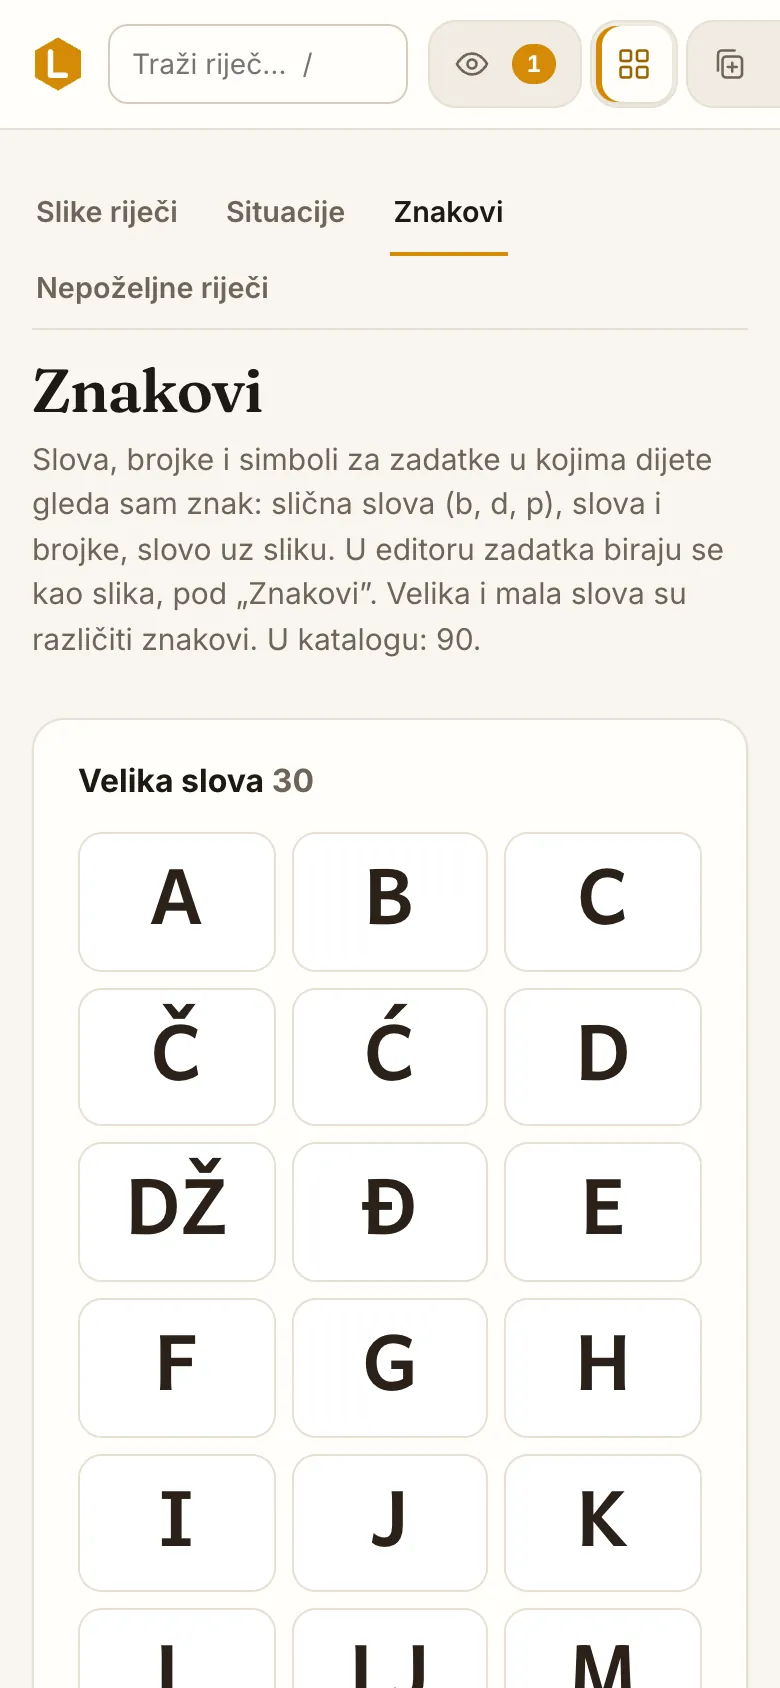 L
Traži riječ... /
1
Slike riječi Situacije Znakovi
Nepoželjne riječi
Znakovi
Slova, brojke i simboli za zadatke u kojima dijete
gleda sam znak: slična slova (b, d, p), slova i
brojke, slovo uz sliku. U editoru zadatka biraju se
kao slika, pod „Znakovi”. Velika i mala slova su
različiti znakovi. U katalogu: 90.
Velika slova 30
A B C
Č Ć D
DŽ Đ E
F G H
I J K
L LJ M